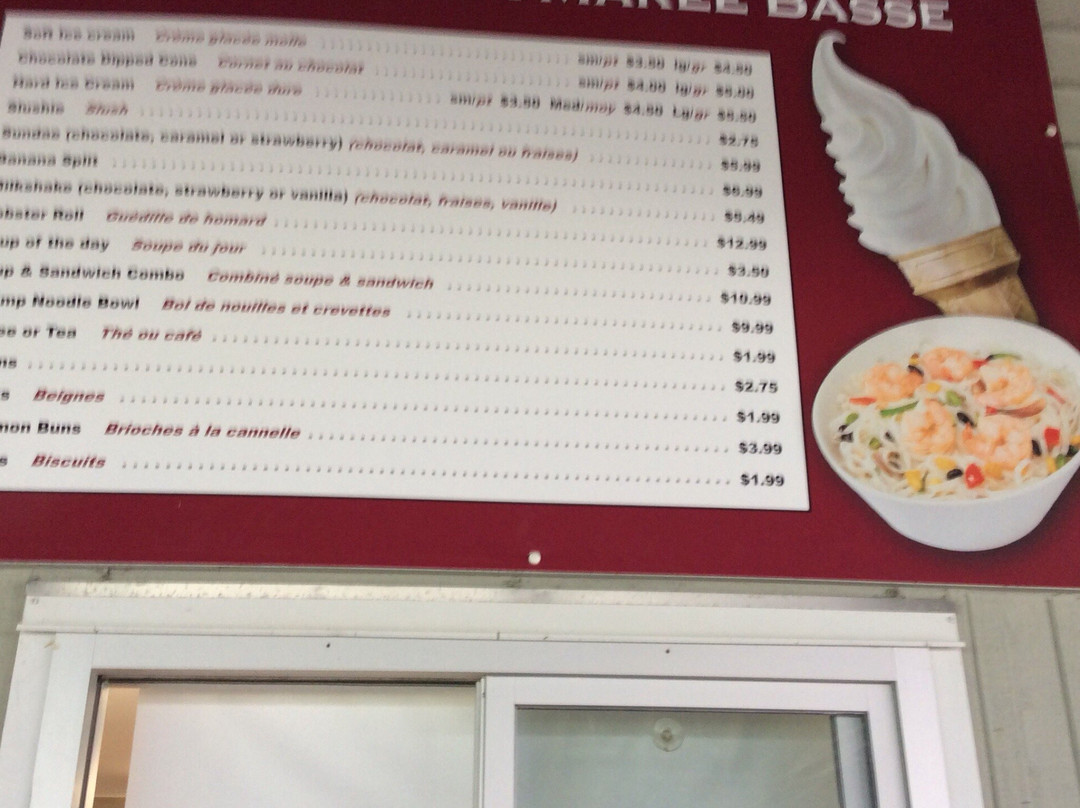 BASSE
Soft Ice Cream Crème glacée molle sm/pt $3.50 lg/gr $4.50
Chocolate Dipped Cone Cornet au chocolat sm/pt $4.00 lg/gr $5.00
Hard Ice Cream Crème glacée dure sm/pt $3.50 Med/moy $4.50 Lg/gr $5.50
Slushie Slush $2.75
Sundae (chocolate, caramel or strawberry) (chocolat, caramel ou fraises) $5.99
Banana Split $6.99
Milkshake (chocolate, strawberry or vanilla) (chocolat, fraises, vanille) $5.49
obster Roll Guédille de homard $12.99
up of the day Soupe du jour $3.59
up & Sandwich Combo Combiné soupe & sandwich $10.99
mp Noodle Bowl Bol de nouilles et crevettes $9.99
ee or Tea Thé ou café $1.99
ns $2.75
s Beignes $1.99
mon Buns Brioches à la cannelle $3.99
s Biscuits $1.99